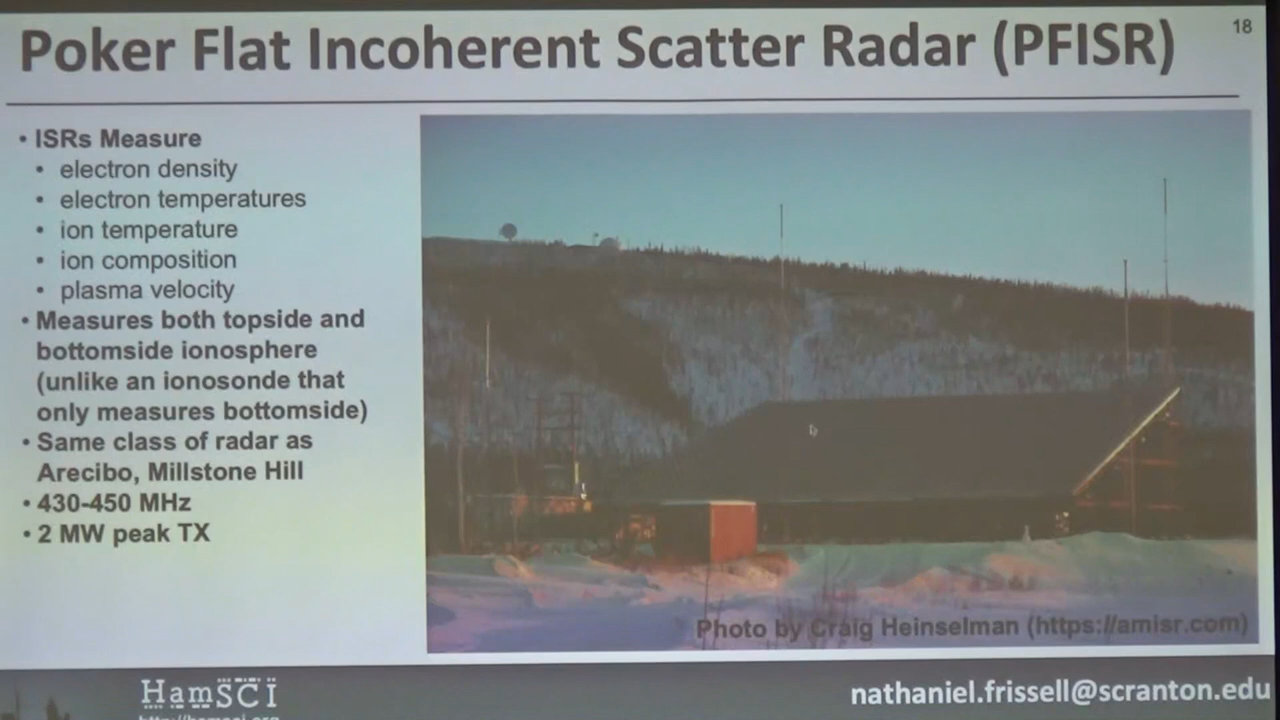 18
Poker Flat Incoherent Scatter Radar (PFISR)
• ISRs Measure
• electron density
• electron temperatures
• ion temperature
• ion composition
• plasma velocity
• Measures both topside and
bottomside ionosphere
(unlike an ionosonde that
only measures bottomside)
• Same class of radar as
Arecibo, Millstone Hill
• 430-450 MHz
• 2 MW peak TX
Photo by Craig Heinselman (https://amisr.com)
HamSCI
http://hamsci.org
nathaniel.frissell@scranton.edu